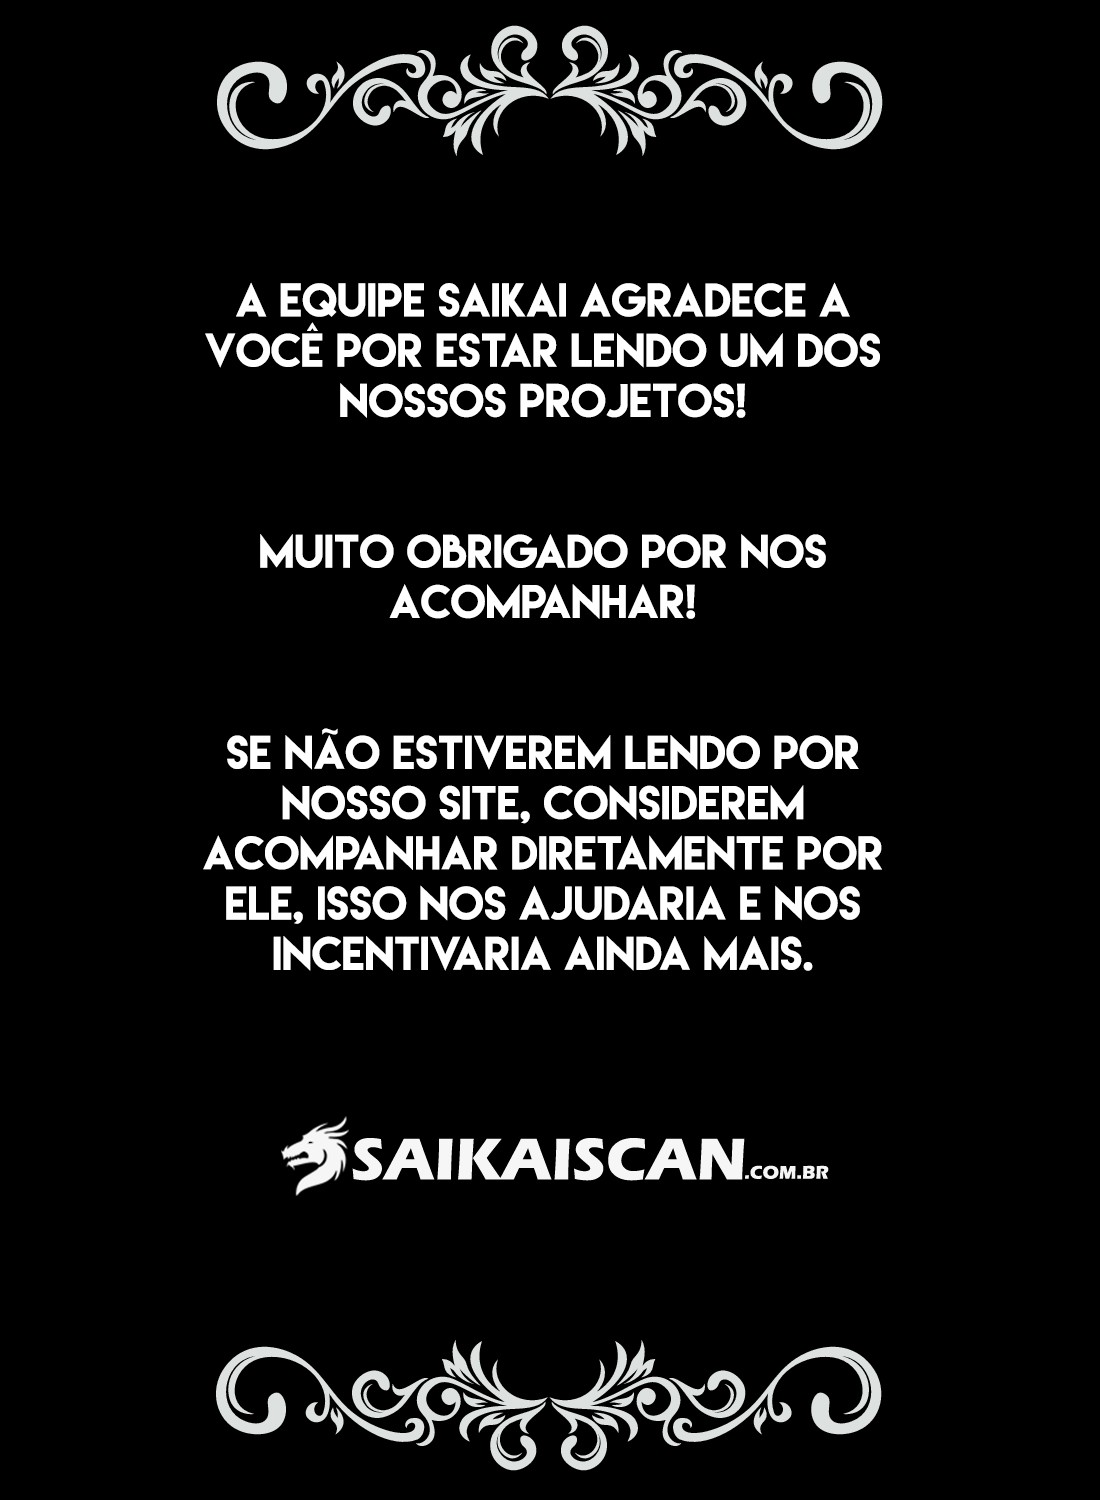 A EQUIPE SAIKAI AGRADECE A
VOCÊ POR ESTAR LENDO UM DOS
NOSSOS PROJETOS!
MUITO OBRIGADO POR NOS
ACOMPANHAR!
SE NÃO ESTIVEREM LENDO POR
NOSSO SITE, CONSIDEREM
ACOMPANHAR DIRETAMENTE POR
ELE, ISSO NOS AJUDARIA E NOS
INCENTIVARIA AINDA MAIS.
SAIKAISCAN.COM.BR